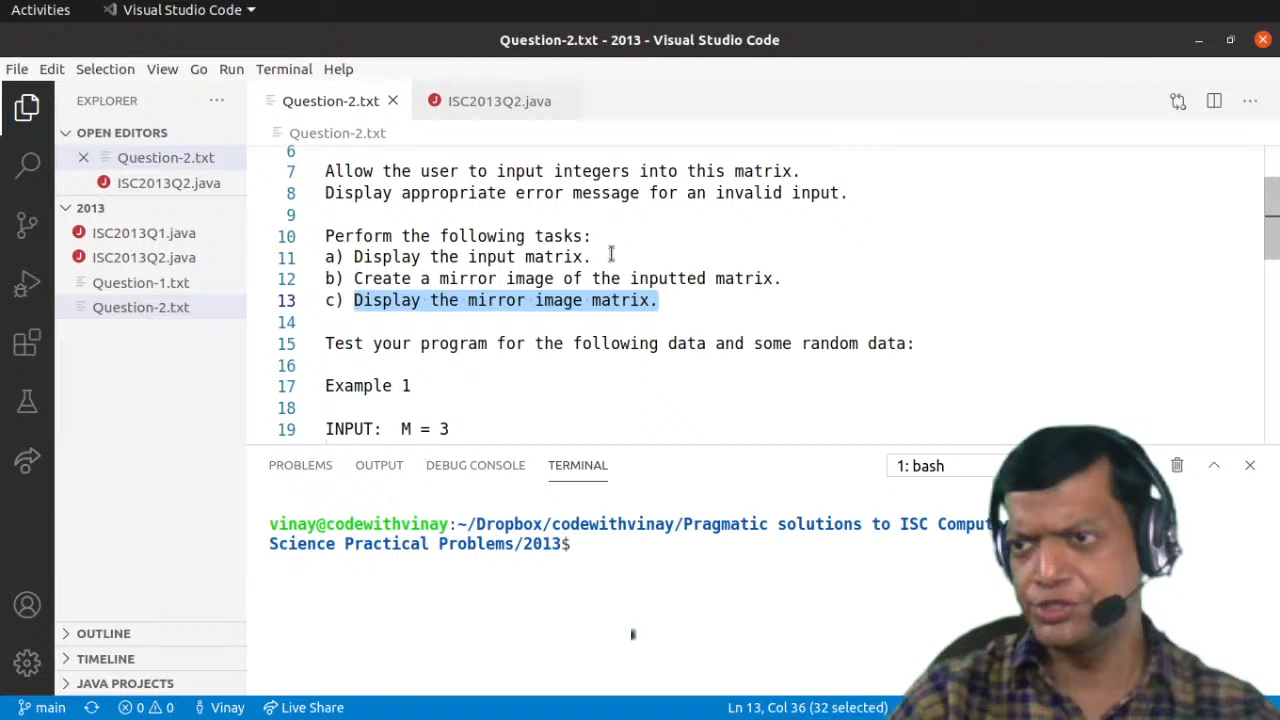 Activities
Visual Studio Code
Question-2.txt - 2013 - Visual Studio Code
File Edit Selection View Go Run Terminal Help
EXPLORER
OPEN EDITORS
Question-2.txt
ISC2013Q2.java
2013
ISC2013Q1.java
ISC2013Q2.java
Question-1.txt
Question-2.txt
OUTLINE
TIMELINE
JAVA PROJECTS
Question-2.txt
ISC2013Q2.java
Question-2.txt
6
7 Allow the user to input integers into this matrix.
8 Display appropriate error message for an invalid input.
9
10 Perform the following tasks:
11 a) Display the input matrix.
12 b) Create a mirror image of the inputted matrix.
13 c) Display the mirror image matrix.
14
15 Test your program for the following data and some random data:
16
17 Example 1
18
19 INPUT: M = 3
PROBLEMS OUTPUT DEBUG CONSOLE TERMINAL
1: bash
vinay@codewithvinay:~/Dropbox/codewithvinay/Pragmatic solutions to ISC
Science Practical Problems/2013$
main 0 0 Vinay Live Share
Ln 13, Col 36 (32 selected)